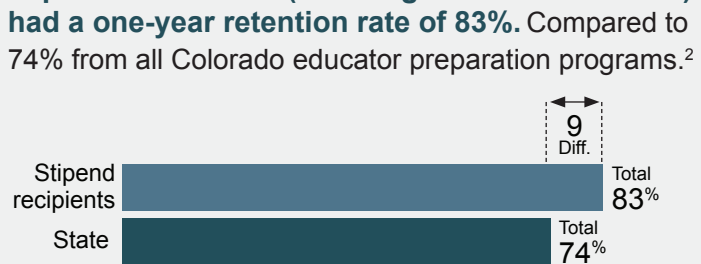 had a one-year retention rate of 83%. Compared to
74% from all Colorado educator preparation programs.2
9
Diff.
Stipend
recipients
Total
83%
State
Total
74%